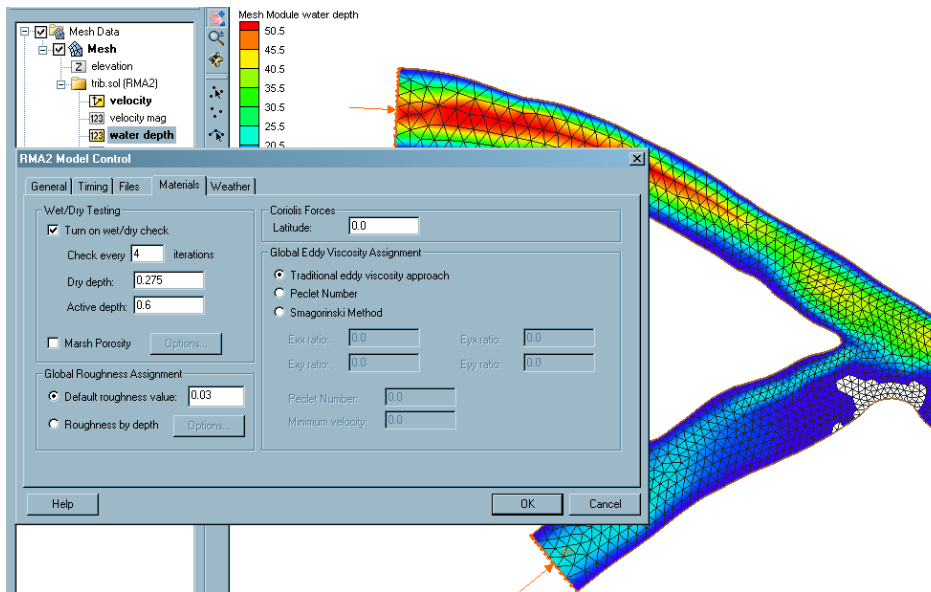 Mesh Data
Mesh
Z elevation
trib.sol (RMA2)
velocity
123 velocity mag
123 water depth
Mesh Module water depth
50.5
45.5
40.5
35.5
30.5
25.5
20.5
RMA2 Model Control
General Timing Files Materials Weather
Wet/Dry Testing
Turn on wet/dry check
Check every 4 iterations
Dry depth: 0.275
Active depth: 0.6
Marsh Porosity Options...
Global Roughness Assignment
Default roughness value: 0.03
Roughness by depth Options...
Coriolis Forces
Latitude: 0.0
Global Eddy Viscosity Assignment
Traditional eddy viscosity approach
Peclet Number
Smagorinski Method
Exx ratio: 0.0 Eyx ratio: 0.0
Exy ratio: 0.0 Eyy ratio: 0.0
Peclet Number: 0.0
Minimum velocity: 0.0
Help OK Cancel